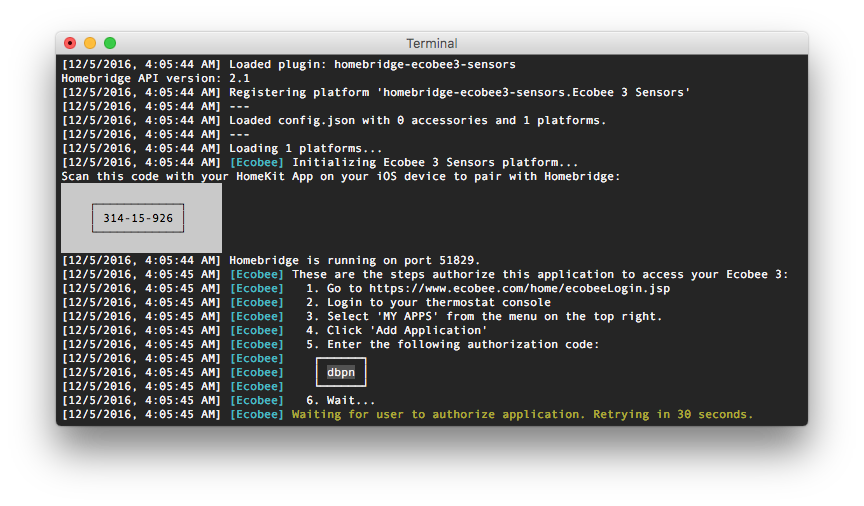 Terminal
[12/5/2016, 4:05:44 AM] Loaded plugin: homebridge-ecobee3-sensors
Homebridge API version: 2.1
[12/5/2016, 4:05:44 AM] Registering platform 'homebridge-ecobee3-sensors.Ecobee 3 Sensors'
[12/5/2016, 4:05:44 AM] ---
[12/5/2016, 4:05:44 AM] Loaded config.json with 0 accessories and 1 platforms.
[12/5/2016, 4:05:44 AM] ---
[12/5/2016, 4:05:44 AM] Loading 1 platforms...
[12/5/2016, 4:05:44 AM] [Ecobee] Initializing Ecobee 3 Sensors platform...
Scan this code with your HomeKit App on your iOS device to pair with Homebridge:
314-15-926
[12/5/2016, 4:05:44 AM] Homebridge is running on port 51829.
[12/5/2016, 4:05:45 AM] [Ecobee] These are the steps authorize this application to access your Ecobee 3:
[12/5/2016, 4:05:45 AM] [Ecobee] 1. Go to https://www.ecobee.com/home/ecobeeLogin.jsp
[12/5/2016, 4:05:45 AM] [Ecobee] 2. Login to your thermostat console
[12/5/2016, 4:05:45 AM] [Ecobee] 3. Select 'MY APPS' from the menu on the top right.
[12/5/2016, 4:05:45 AM] [Ecobee] 4. Click 'Add Application'
[12/5/2016, 4:05:45 AM] [Ecobee] 5. Enter the following authorization code:
[12/5/2016, 4:05:45 AM] [Ecobee]
[12/5/2016, 4:05:45 AM] [Ecobee] dbpn
[12/5/2016, 4:05:45 AM] [Ecobee]
[12/5/2016, 4:05:45 AM] [Ecobee] 6. Wait...
[12/5/2016, 4:05:45 AM] [Ecobee] Waiting for user to authorize application. Retrying in 30 seconds.